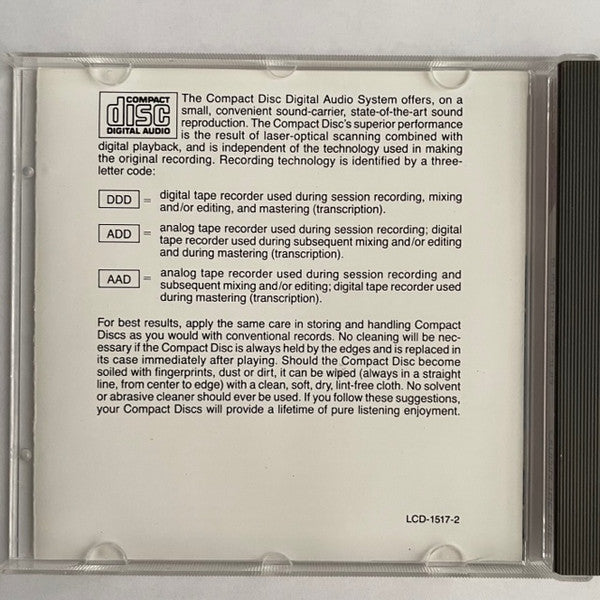 COMPACT
disc
DIGITAL AUDIO
The Compact Disc Digital Audio System offers, on a
small, convenient sound-carrier, state-of-the-art sound
reproduction. The Compact Disc's superior performance
is the result of laser-optical scanning combined with
digital playback, and is independent of the technology used in making
the original recording. Recording technology is identified by a three-
letter code:
DDD = digital tape recorder used during session recording, mixing
and/or editing, and mastering (transcription).
ADD = analog tape recorder used during session recording; digital
tape recorder used during subsequent mixing and/or editing
and during mastering (transcription).
AAD = analog tape recorder used during session recording and
subsequent mixing and/or editing; digital tape recorder used
during mastering (transcription).
For best results, apply the same care in storing and handling Compact
Discs as you would with conventional records. No cleaning will be nec-
essary if the Compact Disc is always held by the edges and is replaced in
its case immediately after playing. Should the Compact Disc become
soiled with fingerprints, dust or dirt, it can be wiped (always in a straight
line, from center to edge) with a clean, soft, dry, lint-free cloth. No solvent
or abrasive cleaner should ever be used. If you follow these suggestions,
your Compact Discs will provide a lifetime of pure listening enjoyment.
LCD-1517-2